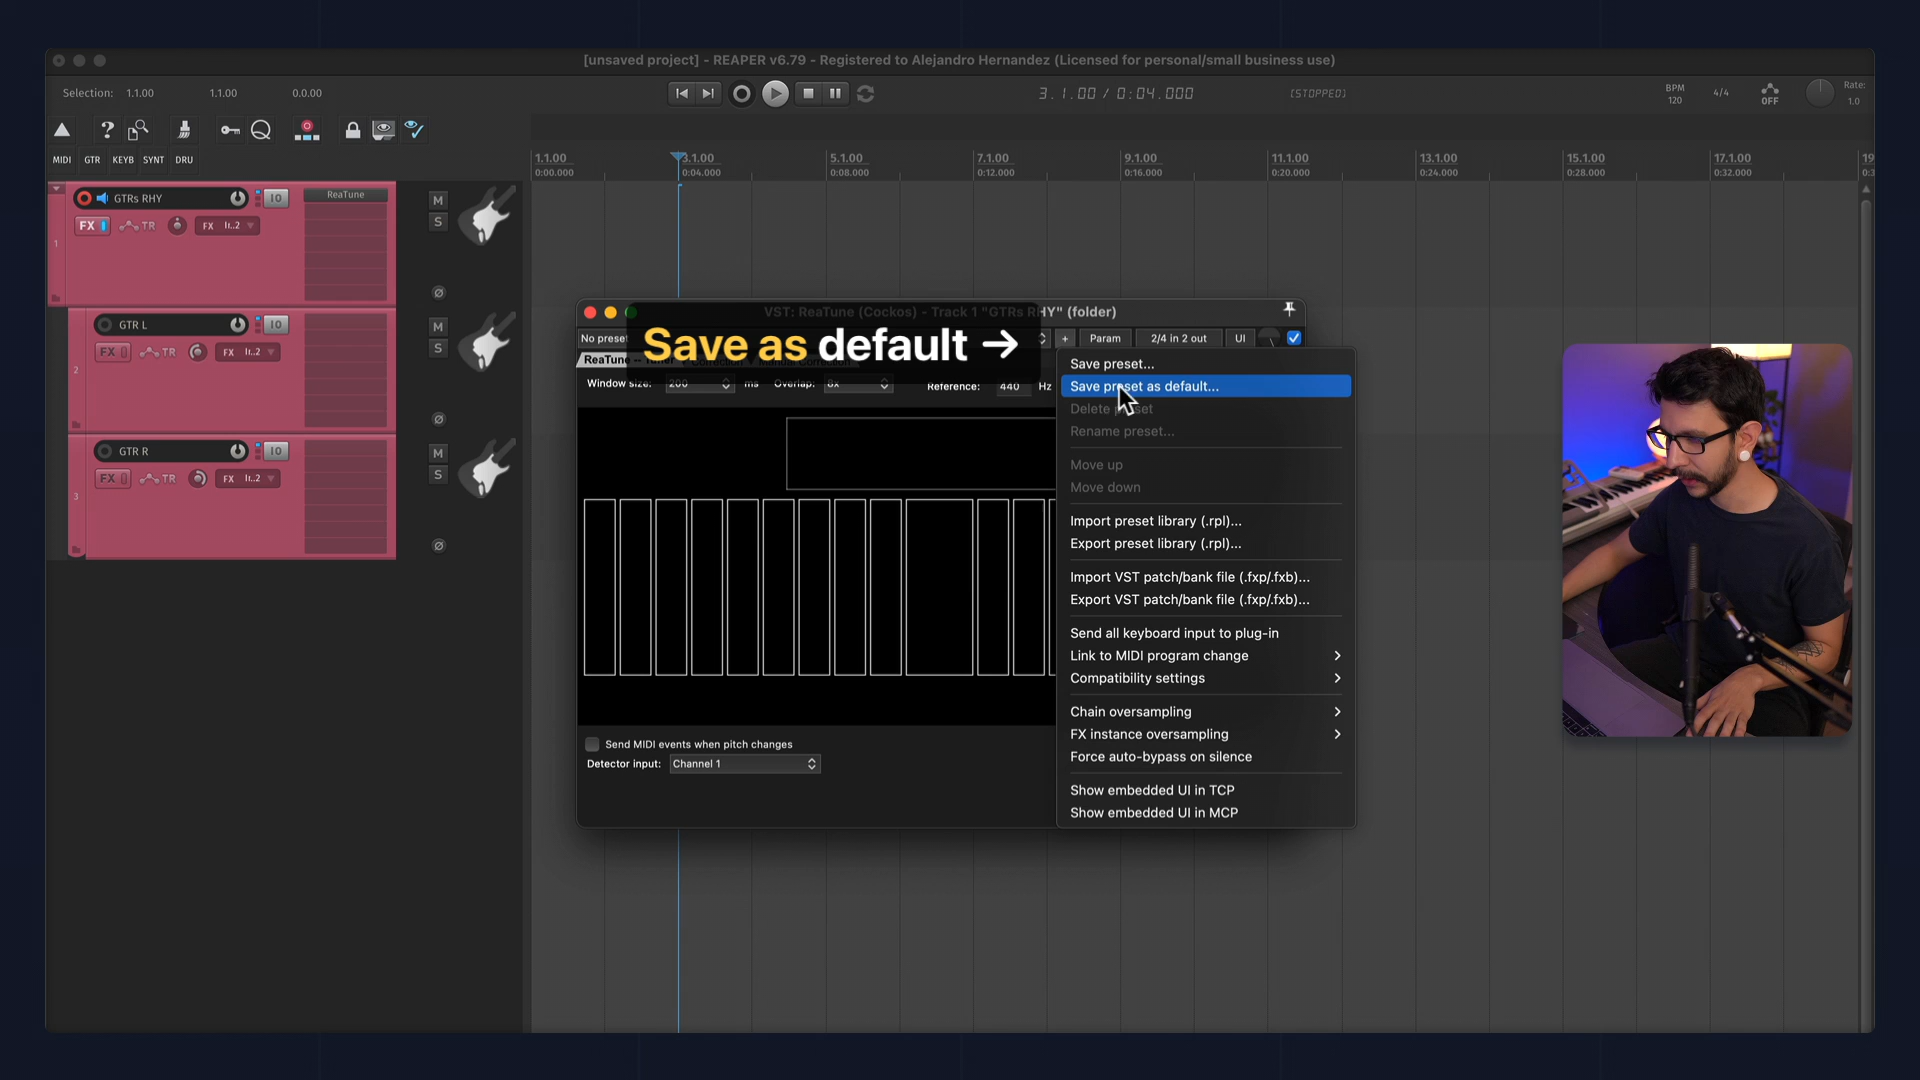 [unsaved project] - REAPER v6.79 - Registered to Alejandro Hernandez (Licensed for personal/small business use)
Selection: 1.1.00 1.1.00 0.0.00
3.1.00 / 0:04.000 [STOPPED]
BPM 120
4/4
OFF
Rate: 1.0
MIDI GTR KEYB SYNT DRU
1.1.00 3.1.00 5.1.00 7.1.00 9.1.00 11.1.00 13.1.00 15.1.00 17.1.00 19
0:00.000 0:04.000 0:08.000 0:12.000 0:16.000 0:20.000 0:24.000 0:28.000 0:32.000 0:3
1
GTRs RHY IO ReaTune M
FX TR FX I\:..2 S
2
GTR L IO M
FX TR FX I\:..2 S
3
GTR R IO M
FX TR FX I\:..2 S
VST: ReaTune (Cockos) - Track 1 "GTRs RHY" (folder)
No preset + Param 2/4 in 2 out UI
Save as default →
ReaTune
Window size: 200 ms Overlap: 8x Reference: 440 Hz
Send MIDI events when pitch changes
Detector input: Channel 1
Save preset...
Save preset as default...
Delete preset
Rename preset...
Move up
Move down
Import preset library (.rpl)...
Export preset library (.rpl)...
Import VST patch/bank file (.fxp/.fxb)...
Export VST patch/bank file (.fxp/.fxb)...
Send all keyboard input to plug-in
Link to MIDI program change
Compatibility settings
Chain oversampling
FX instance oversampling
Force auto-bypass on silence
Show embedded UI in TCP
Show embedded UI in MCP